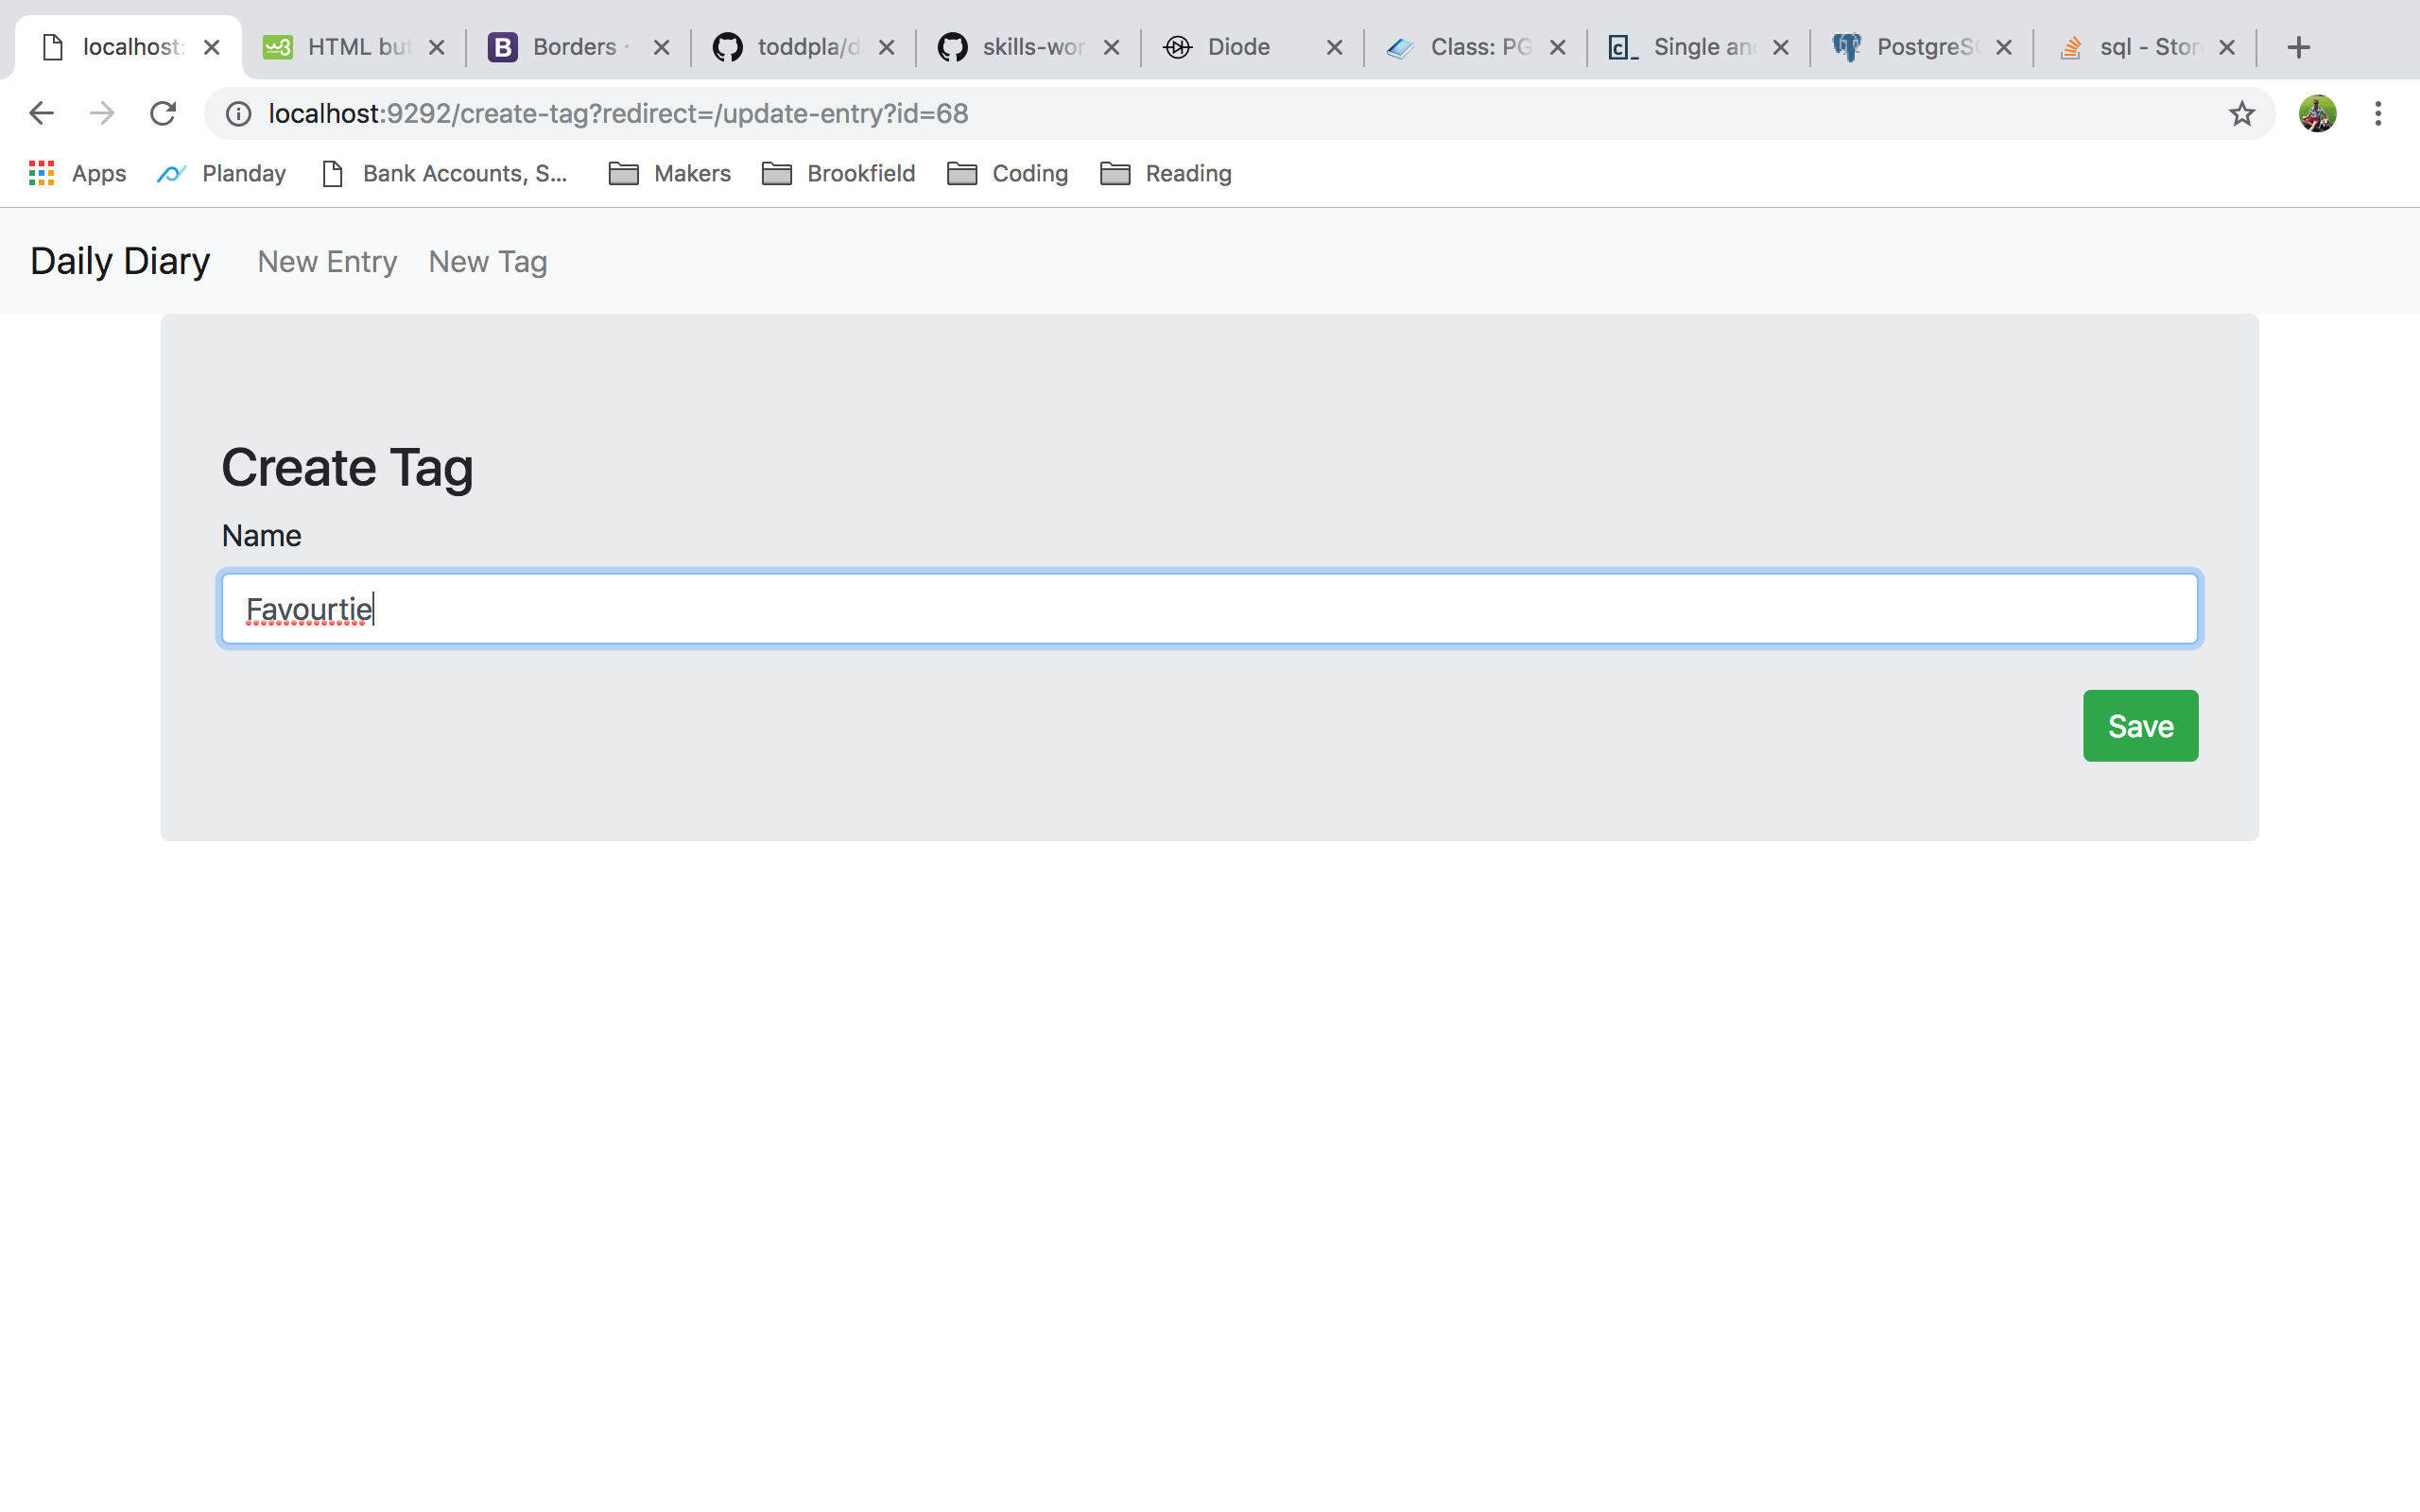 localhost: HTML but Borders · toddpla/d skills-wor Diode Class: PG Single and PostgreS sql - Stor
localhost:9292/create-tag?redirect=/update-entry?id=68
Apps Planday Bank Accounts, S... Makers Brookfield Coding Reading
Daily Diary New Entry New Tag
Create Tag
Name
Favourtie
Save